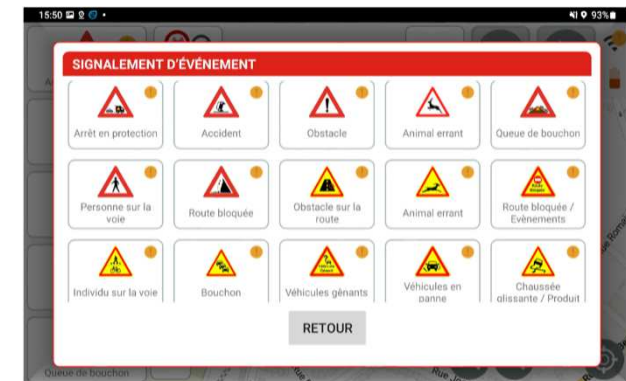 15:50
93%
SIGNALEMENT D'ÉVÉNEMENT
Arrêt en protection
Accident
Obstacle
Animal errant
Queue de bouchon
Personne sur la
voie
Route bloquée
Obstacle sur la
route
Animal errant
Route bloquée /
Evènements
Individu sur la voie
Bouchon
Véhicules gênants
Véhicules en
panne
Chaussée
glissante / Produit
RETOUR
Queue de bouchon